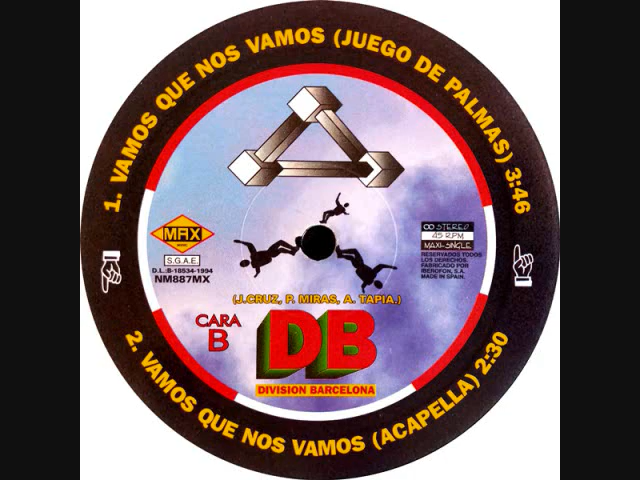 1. VAMOS QUE NOS VAMOS (JUEGO DE PALMAS) 3:46
MAX
S.G.A.E.
D.L.:B-18534-1994
NM887MX
STEREO
45 RPM
MAXI-SINGLE
RESERVADOS TODOS
LOS DERECHOS.
FABRICADO POR
IBEROFON, S.A.
MADE IN SPAIN.
(J.CRUZ, P. MIRAS, A. TAPIA.)
CARA
B
DB
DIVISION BARCELONA
2. VAMOS QUE NOS VAMOS (ACAPELLA) 2:30